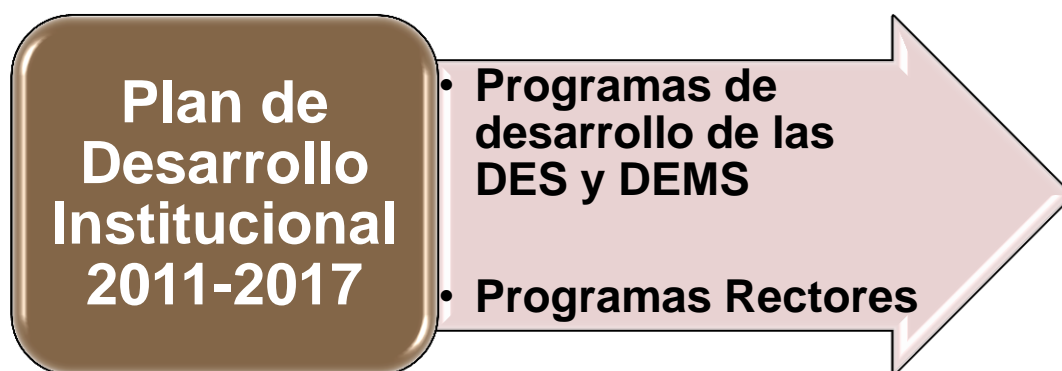 Plan de
Desarrollo
Institucional
2011-2017
• Programas de
desarrollo de las
DES y DEMS
• Programas Rectores